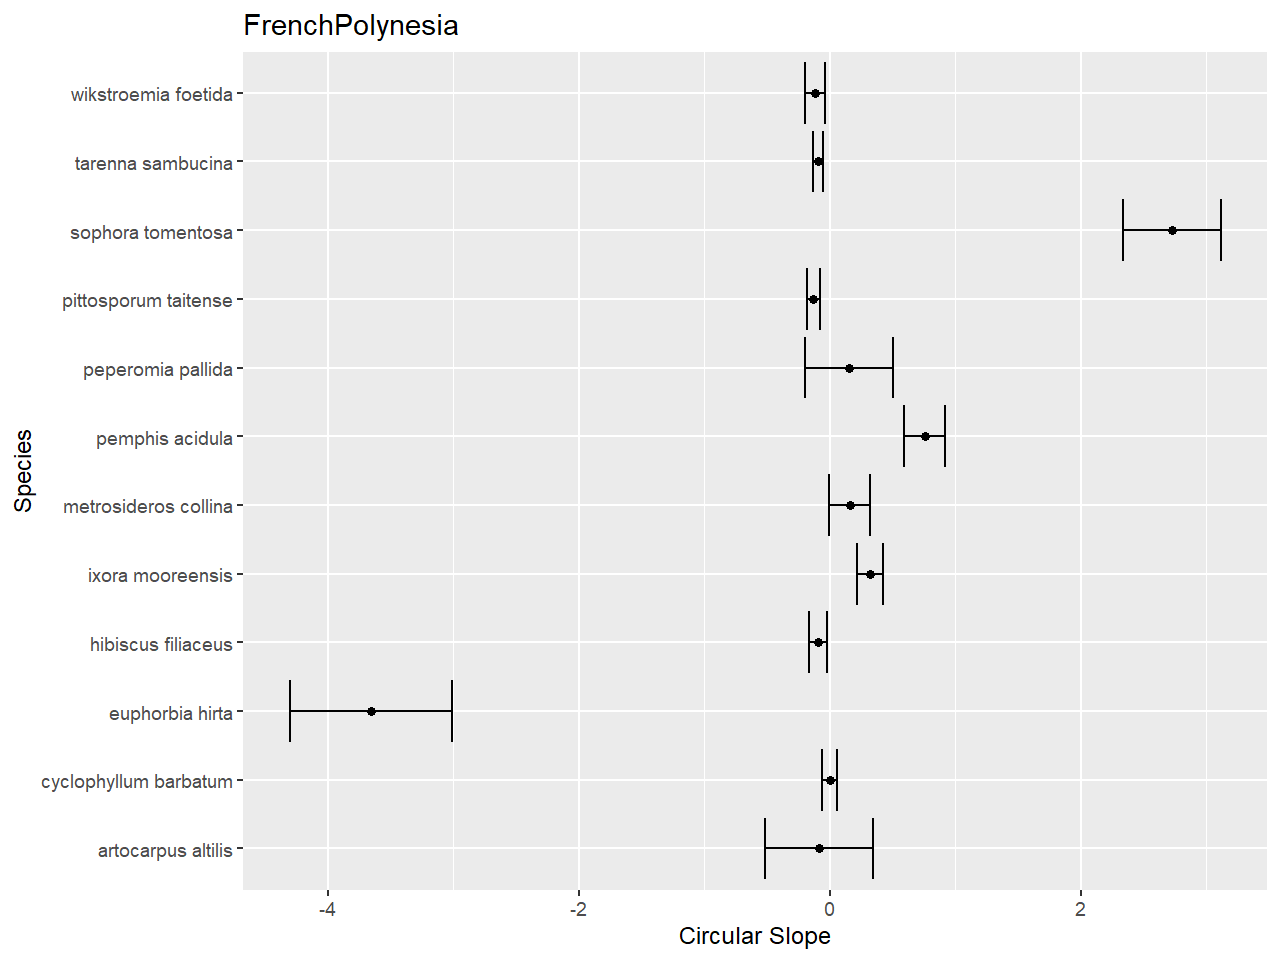 FrenchPolynesia
Species
wikstroemia foetida
tarenna sambucina
sophora tomentosa
pittosporum taitense
peperomia pallida
pemphis acidula
metrosideros collina
ixora mooreensis
hibiscus filiaceus
euphorbia hirta
cyclophyllum barbatum
artocarpus altilis
-4 -2 0 2
Circular Slope